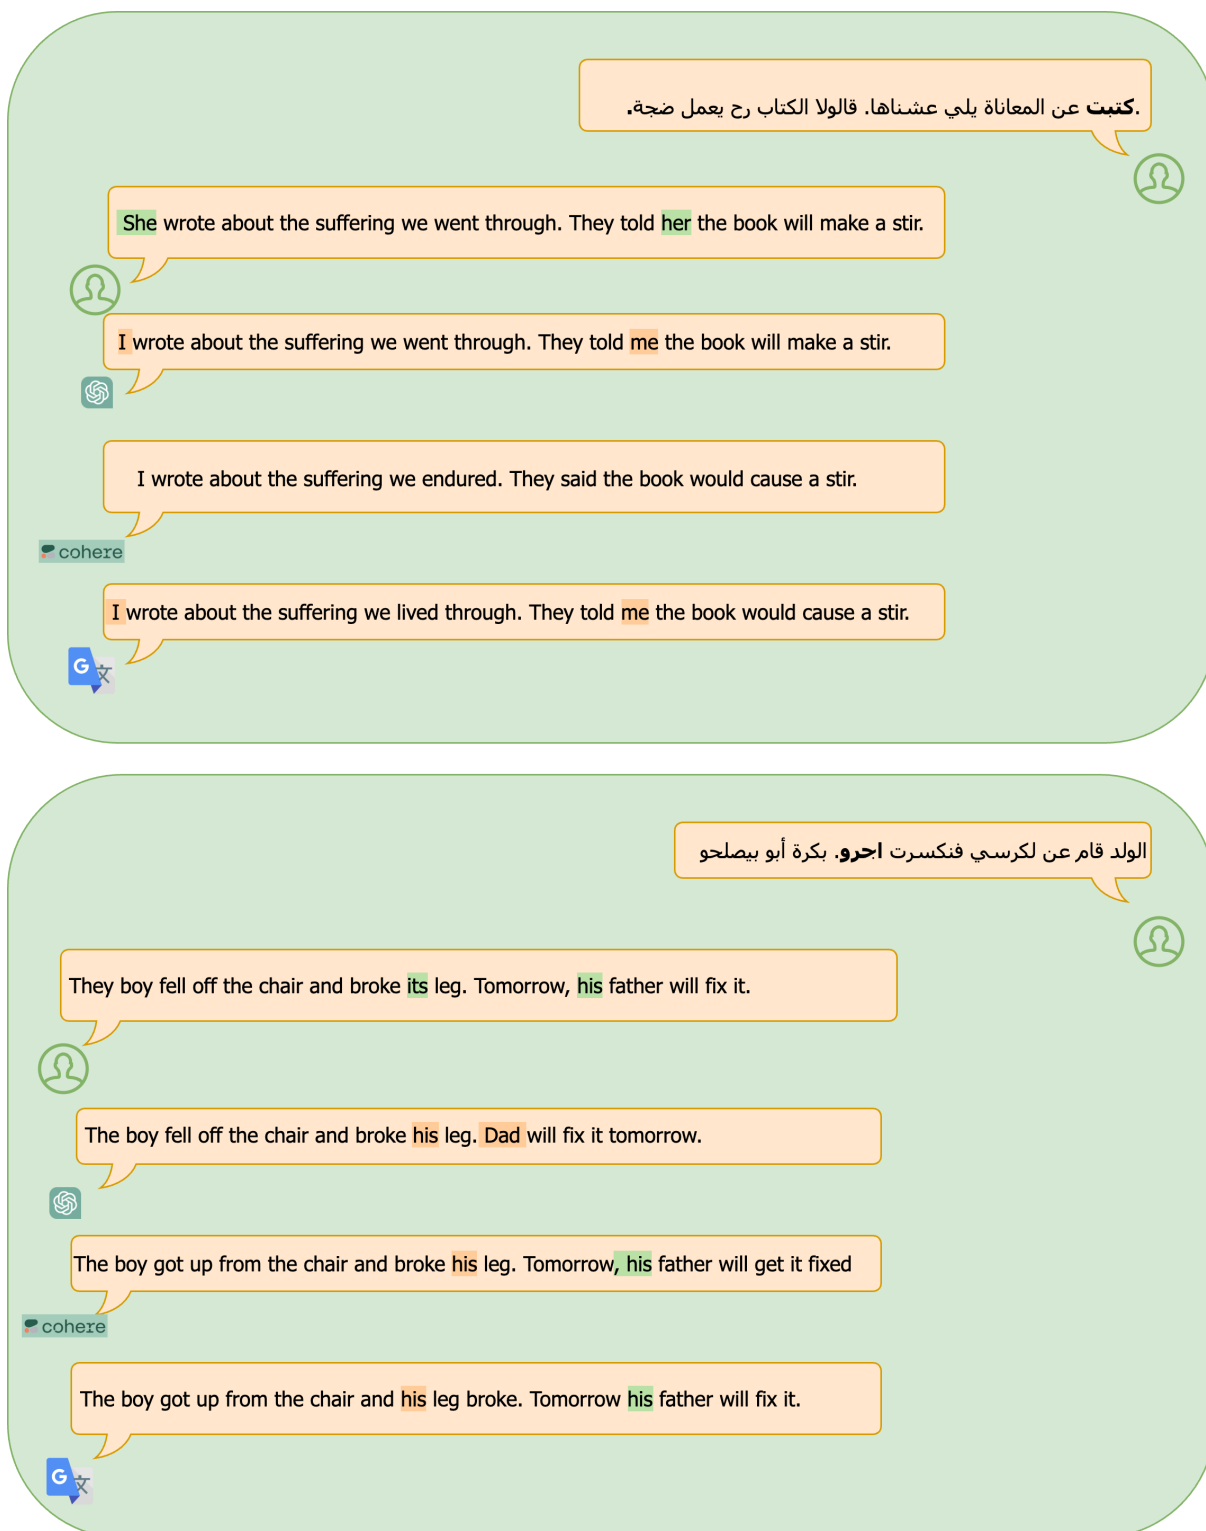 .كتبت عن المعاناة يلي عشناها. قالولا الكتاب رح يعمل ضجة.
She wrote about the suffering we went through. They told her the book will make a stir.
I wrote about the suffering we went through. They told me the book will make a stir.
I wrote about the suffering we endured. They said the book would cause a stir.
cohere
I wrote about the suffering we lived through. They told me the book would cause a stir.
G 文
الولد قام عن لكرسي فنكسرت اجرو. بكرة أبو بيصلحو
They boy fell off the chair and broke its leg. Tomorrow, his father will fix it.
The boy fell off the chair and broke his leg. Dad will fix it tomorrow.
The boy got up from the chair and broke his leg. Tomorrow, his father will get it fixed
cohere
The boy got up from the chair and his leg broke. Tomorrow his father will fix it.
G 文